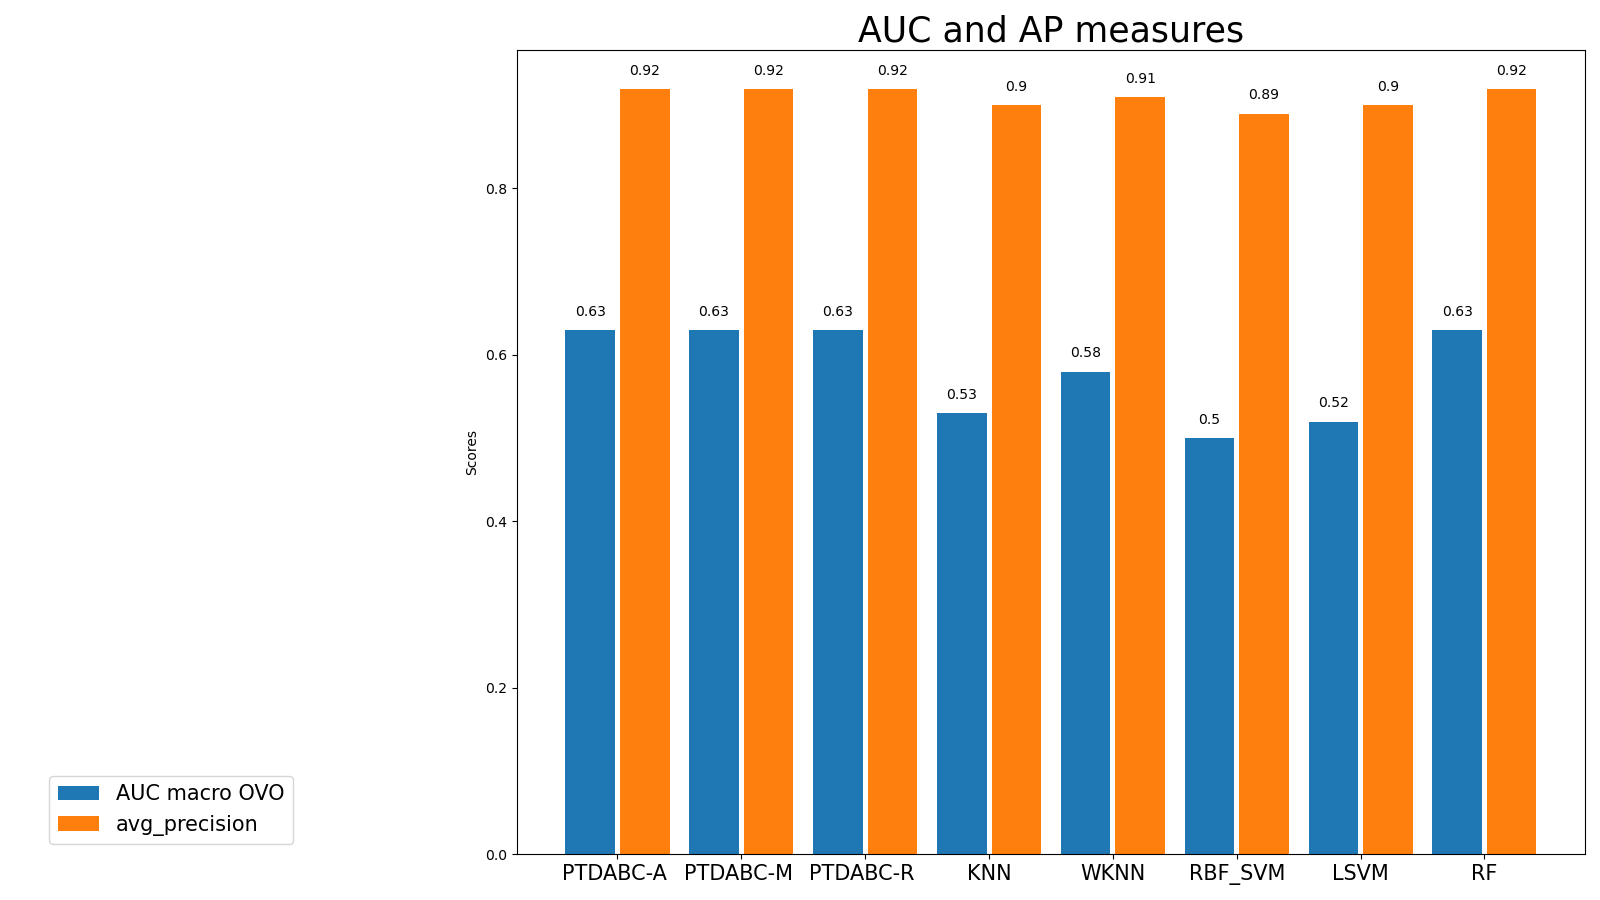 AUC and AP measures
0.92 0.92 0.92 0.9 0.91 0.89 0.9 0.92
0.63 0.63 0.63 0.53 0.58 0.5 0.52 0.63
0.8
0.6
0.4
0.2
0.0
Scores
PTDABC-A PTDABC-M PTDABC-R KNN WKNN RBF_SVM LSVM RF
AUC macro OVO
avg_precision